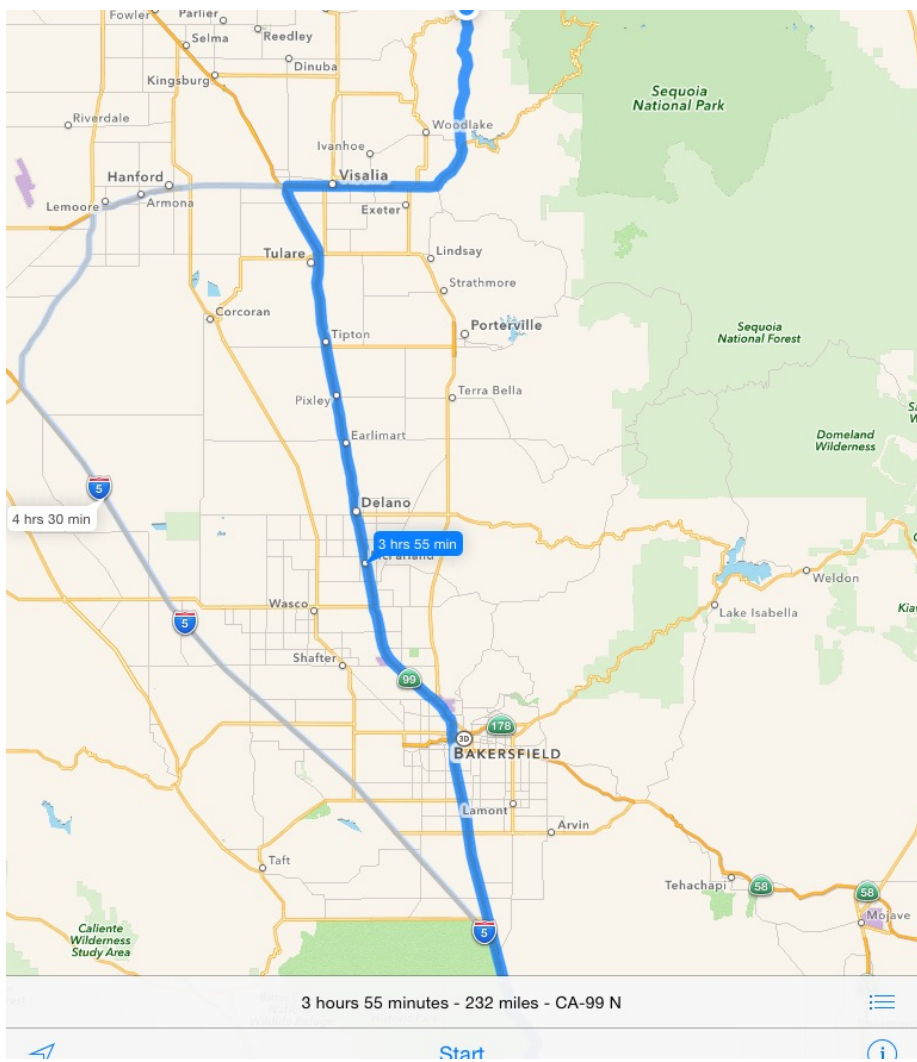 Fowler
Parlier
Reedley
Selma
Dinuba
Kingsburg
Sequoia
National Park
Riverdale
Woodlake
Ivanhoe
Hanford
Visalia
Lemoore
Armona
Exeter
Tulare
Lindsay
Strathmore
Corcoran
Tipton
Porterville
Sequoia
National Forest
Pixley
Terra Bella
Earlimart
Domeland
Wilderness
5
4 hrs 30 min
Delano
3 hrs 55 min
Weldon
Wasco
Lake Isabella
5
Shafter
99
178
3D
BAKERSFIELD
Lamont
Arvin
Taft
Tehachapi
58
58
Mojave
5
Caliente
Wilderness
Study Area
3 hours 55 minutes - 232 miles - CA-99 N
Start